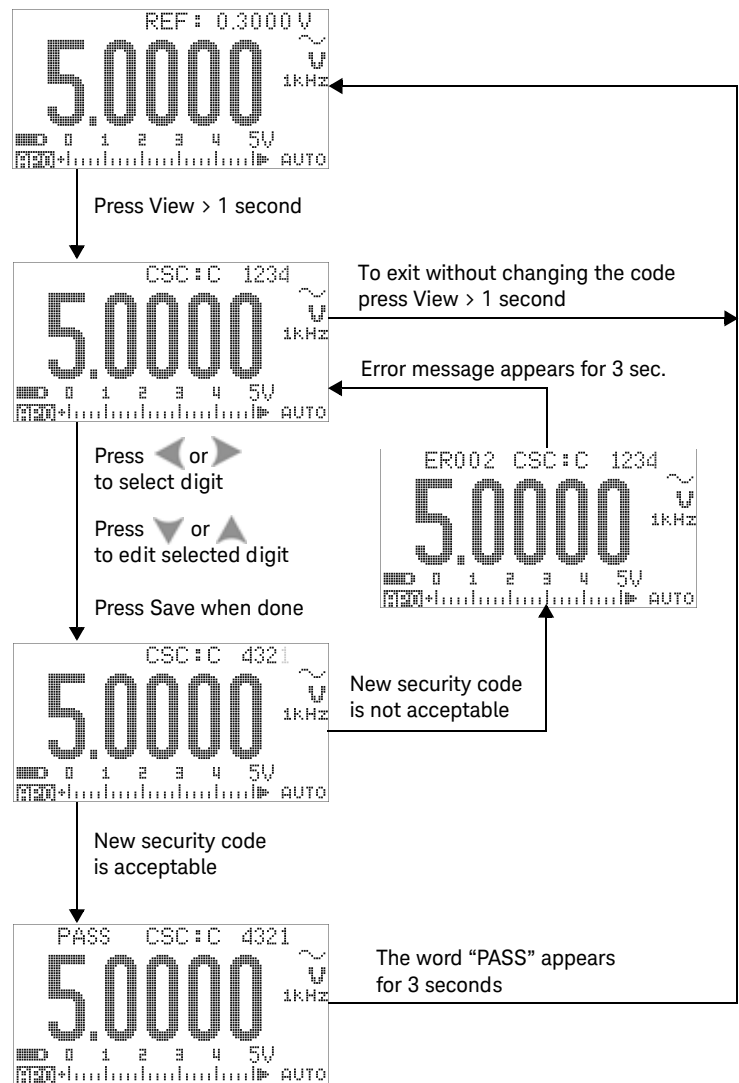 REF: 0.3000 V
5.0000
V
1kHz
0 1 2 3 4 5V
APO AUTO
Press View > 1 second
CSC:C 1234
5.0000
V
1kHz
0 1 2 3 4 5V
APO AUTO
To exit without changing the code
press View > 1 second
Error message appears for 3 sec.
Press or
to select digit
Press or
to edit selected digit
Press Save when done
ER002 CSC:C 1234
5.0000
V
1kHz
0 1 2 3 4 5V
APO AUTO
CSC:C 4321
5.0000
V
1kHz
0 1 2 3 4 5V
APO AUTO
New security code
is not acceptable
New security code
is acceptable
PASS CSC:C 4321
5.0000
V
1kHz
0 1 2 3 4 5V
APO AUTO
The word “PASS” appears
for 3 seconds